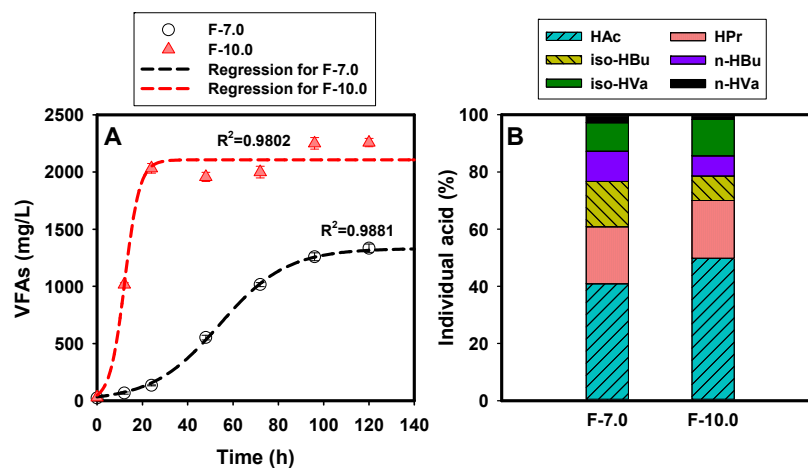 F-7.0
F-10.0
Regression for F-7.0
Regression for F-10.0
HAc
HPr
iso-HBu
n-HBu
iso-HVa
n-HVa
A
R²=0.9802
R²=0.9881
VFAs (mg/L)
2500
2000
1500
1000
500
0
0 20 40 60 80 100 120 140
Time (h)
B
Individual acid (%)
100
80
60
40
20
0
F-7.0 F-10.0